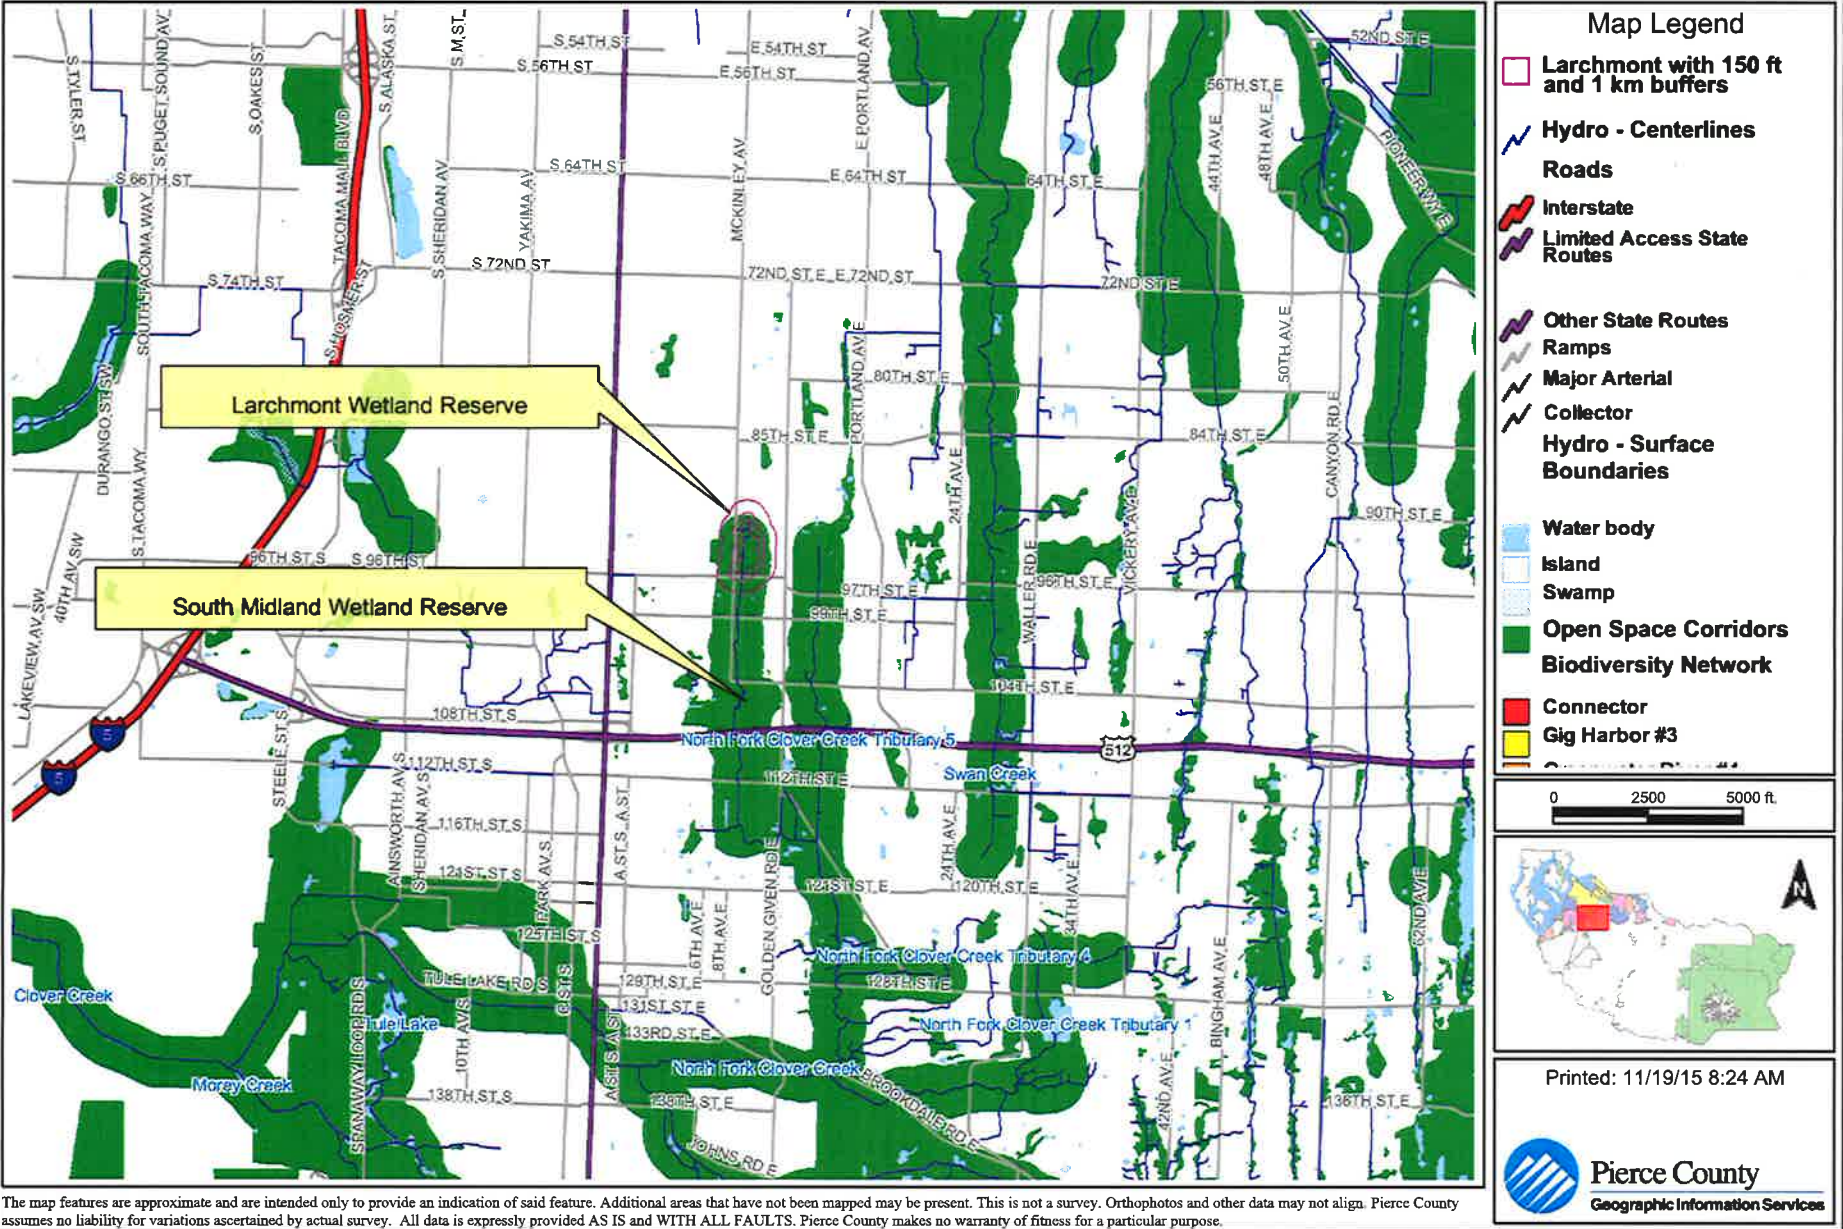 S 54TH ST
E 54TH ST
52ND ST E
S 56TH ST
E 56TH ST
56TH ST E
S TYLER ST
S PUGET SOUND AV
S OAKES ST
S ALASKA ST
S M ST
E PORTLAND AV
PIONEER WY E
48TH AV E
44TH AV E
S 64TH ST
E 64TH ST
64TH ST E
S 66TH ST
MCKINLEY AV
TACOMA MALL BLVD
S SHERIDAN AV
YAKIMA AV
SOUTH TACOMA WAY
S 72ND ST
72ND ST E
E 72ND ST
72ND ST E
S 74TH ST
S HOSMER ST
PORTLAND AV E
50TH AV E
80TH ST E
Larchmont Wetland Reserve
DURANGO ST SW
85TH ST E
84TH ST E
CANYON RD E
S TACOMA WY
24TH AV E
VICKERY AV E
90TH ST E
96TH ST S
S 96TH ST
40TH AV SW
WALLER RD E
96TH ST E
97TH ST E
99TH ST E
South Midland Wetland Reserve
LAKEVIEW AV SW
104TH ST E
108TH ST S
North Fork Clover Creek Tributary 5
512
5
STEELE ST S
112TH ST S
112TH ST E
Swan Creek
5
AINSWORTH AV S
SHERIDAN AV S
A ST S
A ST
116TH ST S
24TH AV E
PARK AV S
GOLDEN GIVEN RD E
121ST ST E
120TH ST E
34TH AV E
62ND AV E
125TH ST S
6TH AV E
8TH AV E
North Fork Clover Creek Tributary 4
BINGHAM AV E
TULE LAKE RD S
C ST S
129TH ST E
128TH ST E
Clover Creek
131ST ST E
SPANAWAY LOOP RD S
Tule Lake
10TH AV S
133RD ST E
North Fork Clover Creek Tributary 1
A ST S
A ST
North Fork Clover Creek
Morey Creek
BROOKDALE RD E
42ND AV E
138TH ST S
138TH ST E
136TH ST E
JOHNS RD E
Map Legend
Larchmont with 150 ft
and 1 km buffers
Hydro - Centerlines
Roads
Interstate
Limited Access State
Routes
Other State Routes
Ramps
Major Arterial
Collector
Hydro - Surface
Boundaries
Water body
Island
Swamp
Open Space Corridors
Biodiversity Network
Connector
Gig Harbor #3
0 2500 5000 ft.
N
Printed: 11/19/15 8:24 AM
Pierce County
Geographic Information Services
The map features are approximate and are intended only to provide an indication of said feature. Additional areas that have not been mapped may be present. This is not a survey. Orthophotos and other data may not align. Pierce County
assumes no liability for variations ascertained by actual survey. All data is expressly provided AS IS and WITH ALL FAULTS. Pierce County makes no warranty of fitness for a particular purpose.